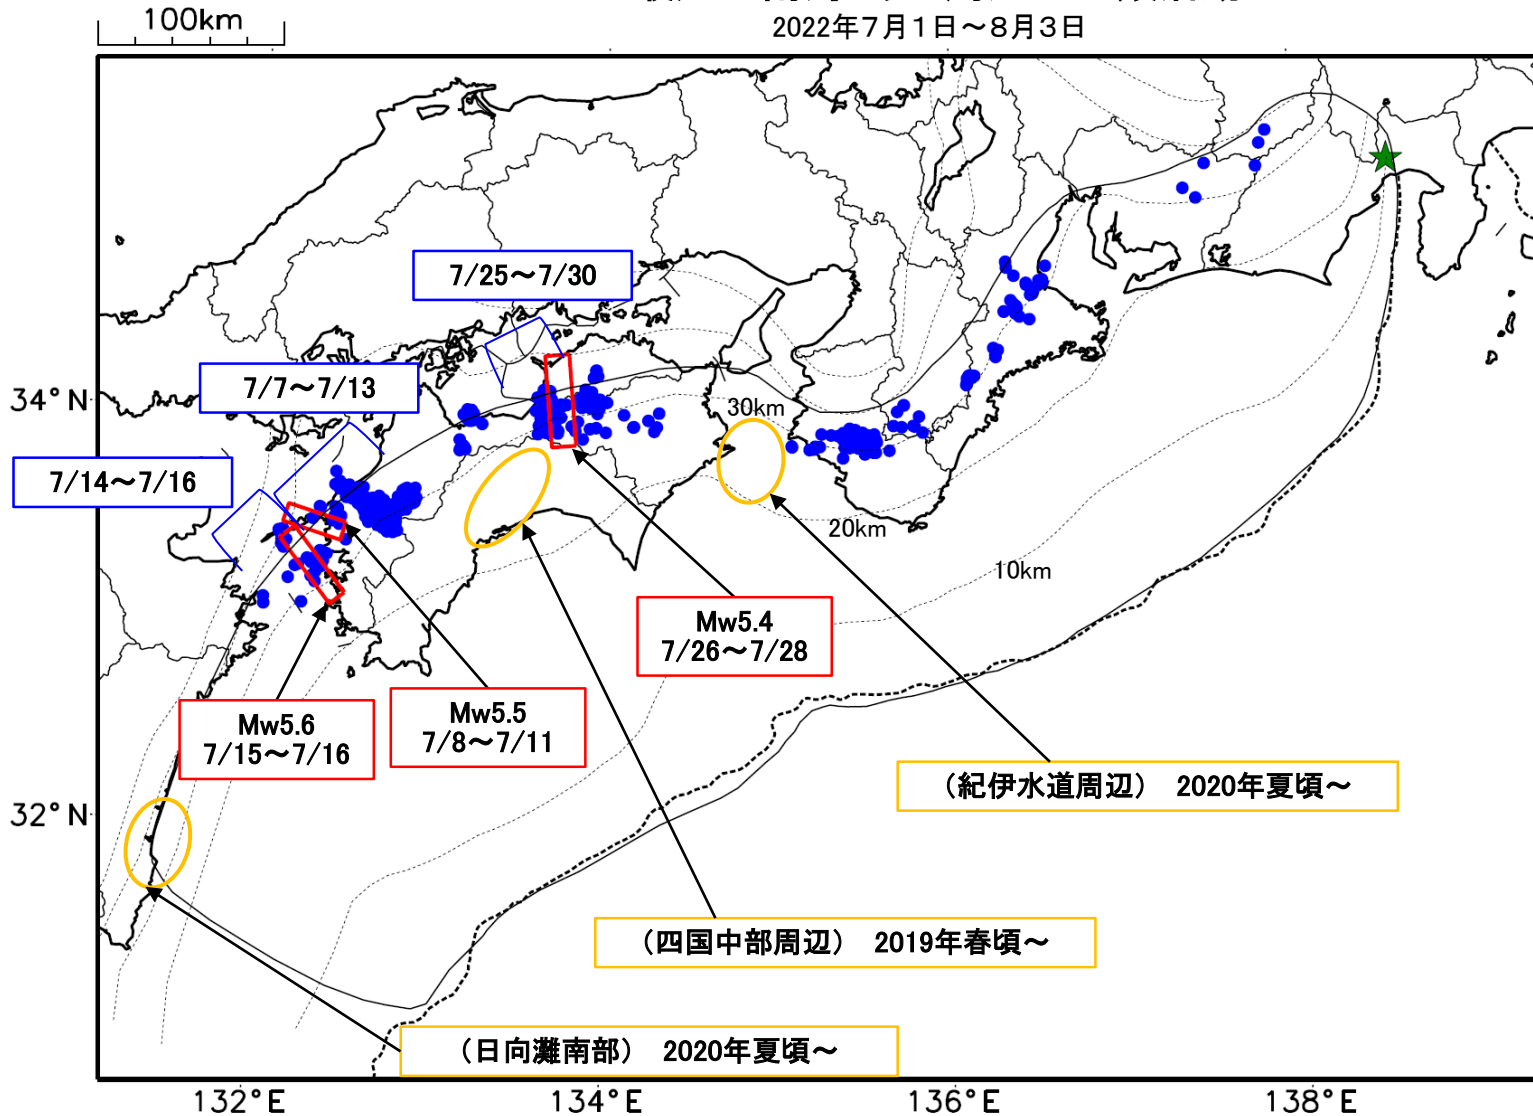 100km
2022年7月1日～8月3日
7/25～7/30
7/7～7/13
34°N
30km
7/14～7/16
20km
10km
Mw5.4
7/26～7/28
Mw5.6
7/15～7/16
Mw5.5
7/8～7/11
（紀伊水道周辺） 2020年夏頃～
32°N
（四国中部周辺） 2019年春頃～
（日向灘南部） 2020年夏頃～
132°E
134°E
136°E
138°E